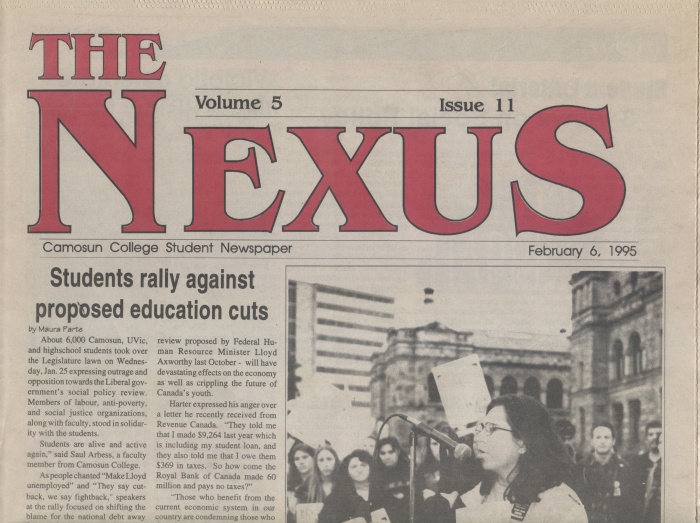 THE
NEXUS
Volume 5 Issue 11
Camosun College Student Newspaper February 6, 1995
Students rally against
proposed education cuts
by Maura Parte
About 6,000 Camosun, UVic,
and highschool students took over
the Legislature lawn on Wednes-
day, Jan. 25 expressing outrage and
opposition towards the Liberal gov-
ernment's social policy review.
Members of labour, anti-poverty,
and social justice organizations,
along with faculty, stood in solidar-
ity with the students.
Students are alive and active
again," said Saul Arbess, a faculty
member from Camosun College.
As people chanted "Make Lloyd
unemployed" and "They say cut-
back, we say fightback," speakers
at the rally focused on shifting the
blame for the national debt away
review proposed by Federal Hu-
man Resource Minister Lloyd
Axworthy last October - will have
devastating effects on the economy
as well as crippling the future of
Canada's youth.
Harter expressed his anger over
a letter he recently received from
Revenue Canada. "They told me
that I made $9,264 last year which
is including my student loan, and
they also told me that I owe them
$369 in taxes. So how come the
Royal Bank of Canada made 60
million and pays no taxes?"
"Those who benefit from the
current economic system in our
country are condemning those who